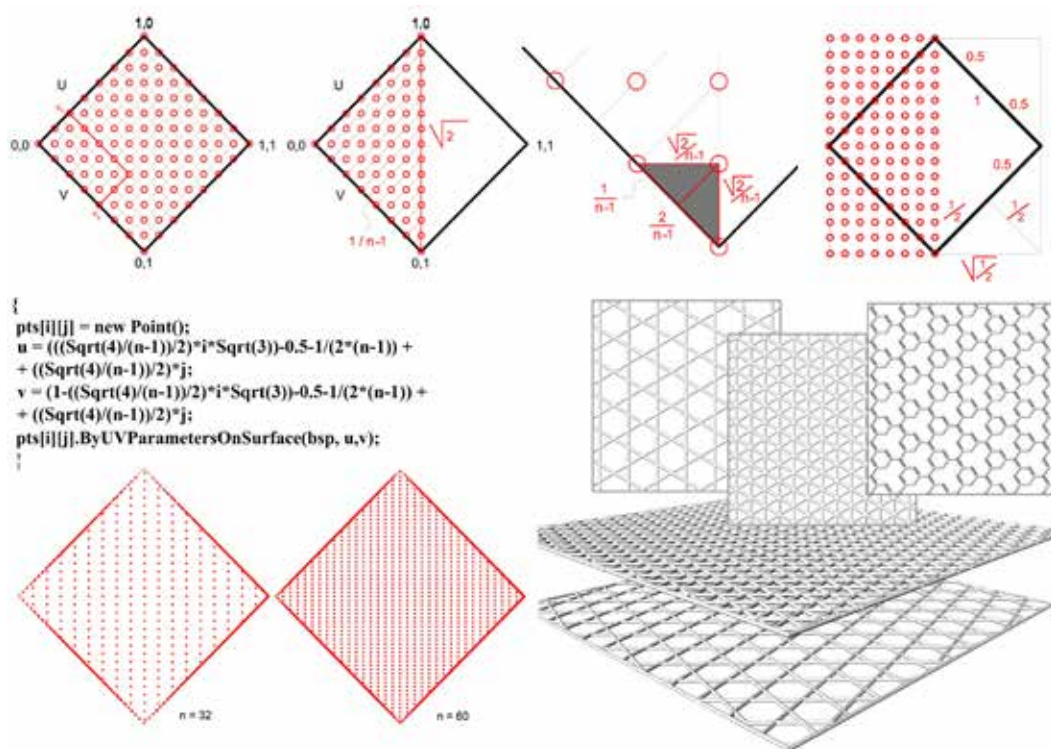 1,0
U
0,0
1,1
V
0,1
1,0
U
√2
0,0
1,1
V
1 / n-1
0,1
√2/n-1
√2/n-1
1/n-1
2/n-1
0.5
1
0.5
0.5
1/2
1/2
√1/2
{
pts[i][j] = new Point();
u = (((Sqrt(4)/(n-1))/2)*i*Sqrt(3))-0.5-1/(2*(n-1)) +
+ ((Sqrt(4)/(n-1))/2)*j;
v = (1-((Sqrt(4)/(n-1))/2)*i*Sqrt(3))-0.5-1/(2*(n-1)) +
+ ((Sqrt(4)/(n-1))/2)*j;
pts[i][j].ByUVParametersOnSurface(bsp, u,v);
n = 32
n = 60